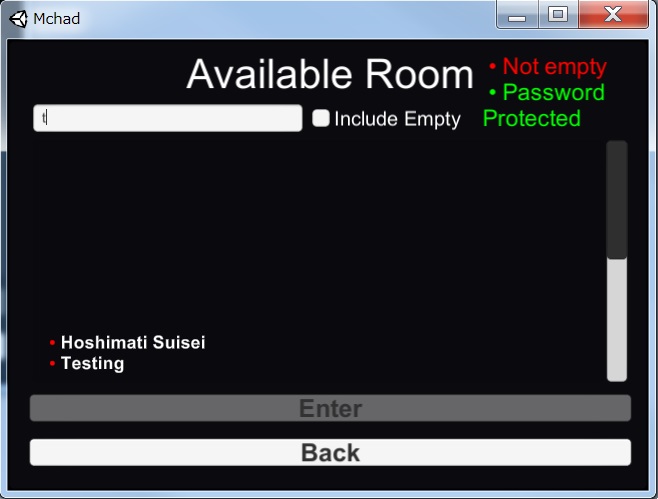 Mchad
Available Room
• Not empty
• Password
Protected
t
Include Empty
• Hoshimati Suisei
• Testing
Enter
Back